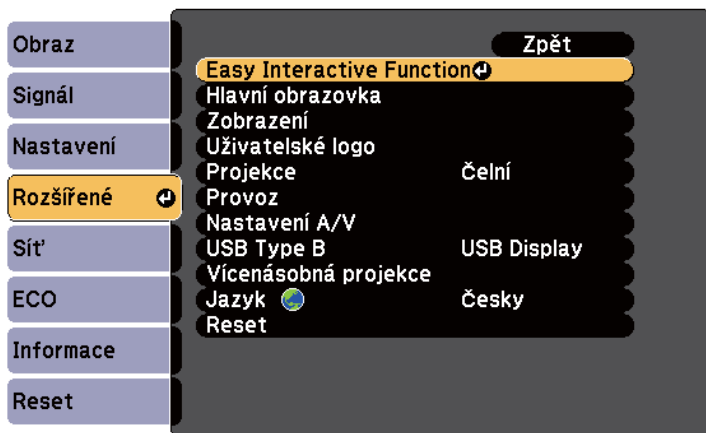 Obraz
Signál
Nastavení
Rozšířené
Síť
ECO
Informace
Reset
Zpět
Easy Interactive Function
Hlavní obrazovka
Zobrazení
Uživatelské logo
Projekce Čelní
Provoz
Nastavení A/V
USB Type B USB Display
Vícenásobná projekce
Jazyk Česky
Reset